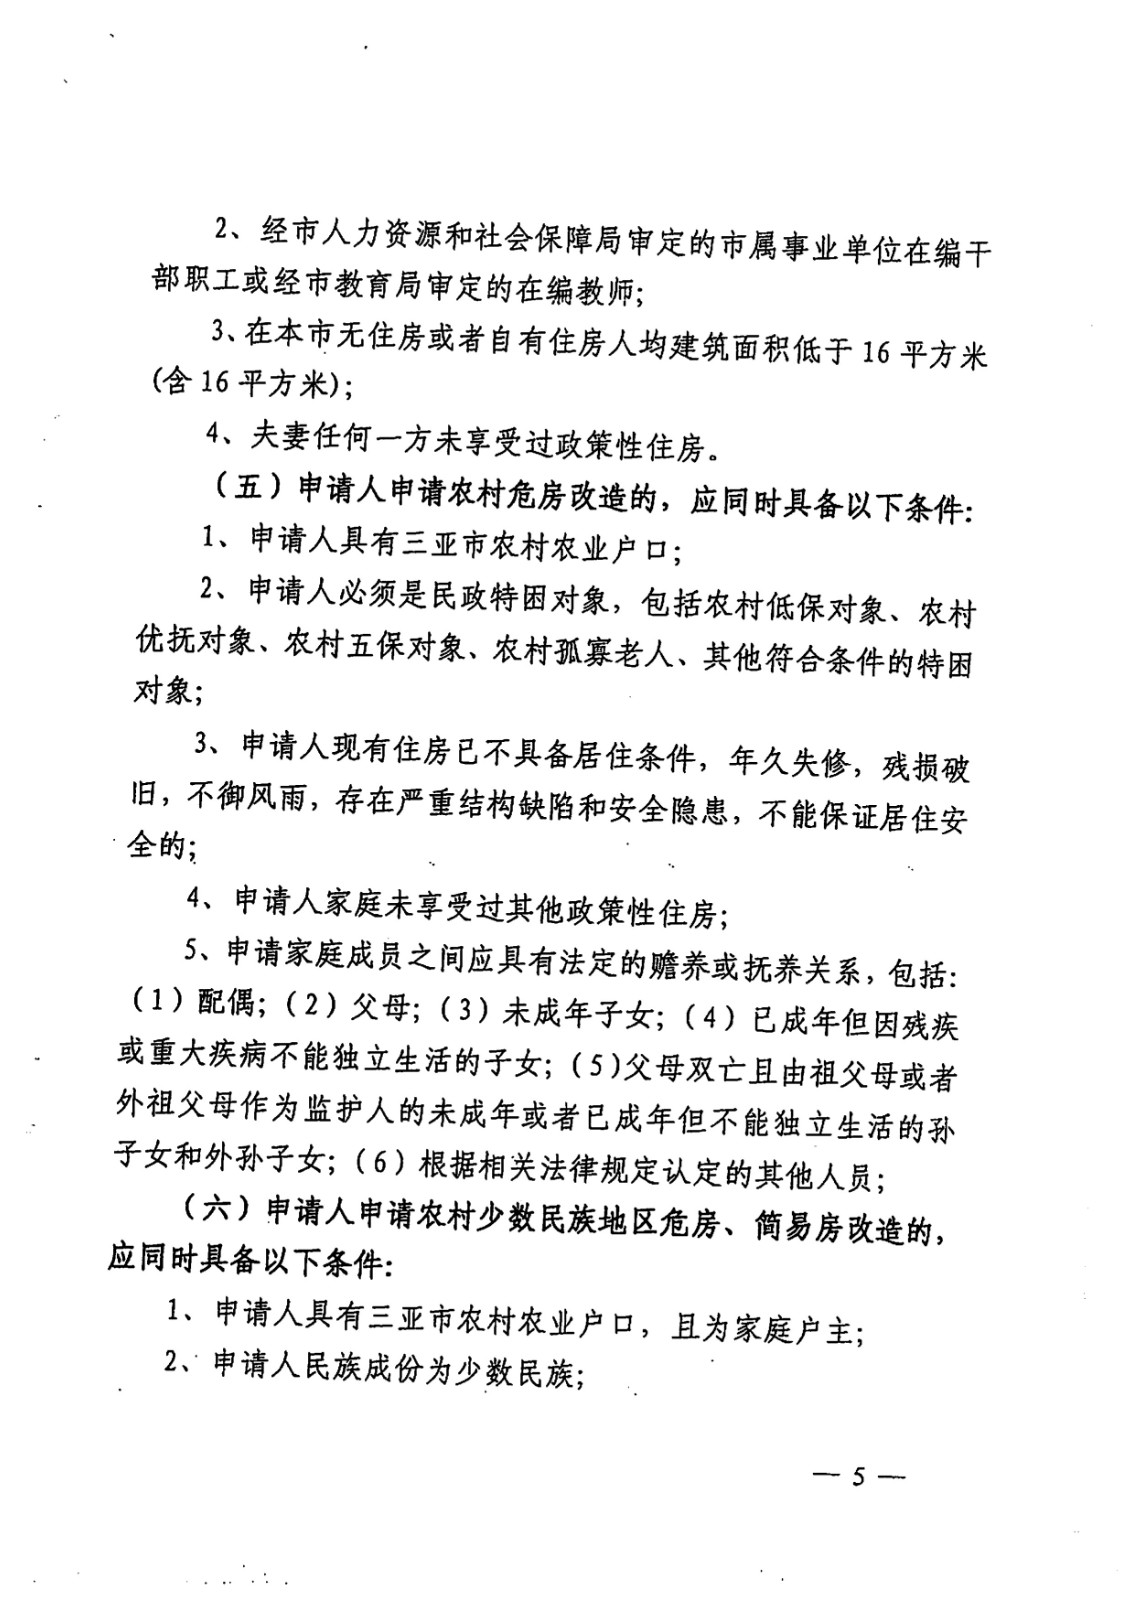 2、经市人力资源和社会保障局审定的市属事业单位在编干
部职工或经市教育局审定的在编教师;
3、在本市无住房或者自有住房人均建筑面积低于16平方米
(含16平方米);
4、夫妻任何一方未享受过政策性住房。
(五)申请人申请农村危房改造的,应同时具备以下条件:
1、申请人具有三亚市农村农业户口;
2、申请人必须是民政特困对象,包括农村低保对象、农村
优抚对象、农村五保对象、农村孤寡老人、其他符合条件的特困
对象;
3、申请人现有住房已不具备居住条件,年久失修,残损破
旧,不御风雨,存在严重结构缺陷和安全隐患,不能保证居住安
全的;
4、申请人家庭未享受过其他政策性住房;
5、申请家庭成员之间应具有法定的赡养或抚养关系,包括:
(1)配偶;(2)父母;(3)未成年子女;(4)已成年但因残疾
或重大疾病不能独立生活的子女;(5)父母双亡且由祖父母或者
外祖父母作为监护人的未成年或者已成年但不能独立生活的孙
子女和外孙子女;(6)根据相关法律规定认定的其他人员;
(六)申请人申请农村少数民族地区危房、简易房改造的,
应同时具备以下条件:
1、申请人具有三亚市农村农业户口,且为家庭户主;
2、申请人民族成份为少数民族;
— 5 —